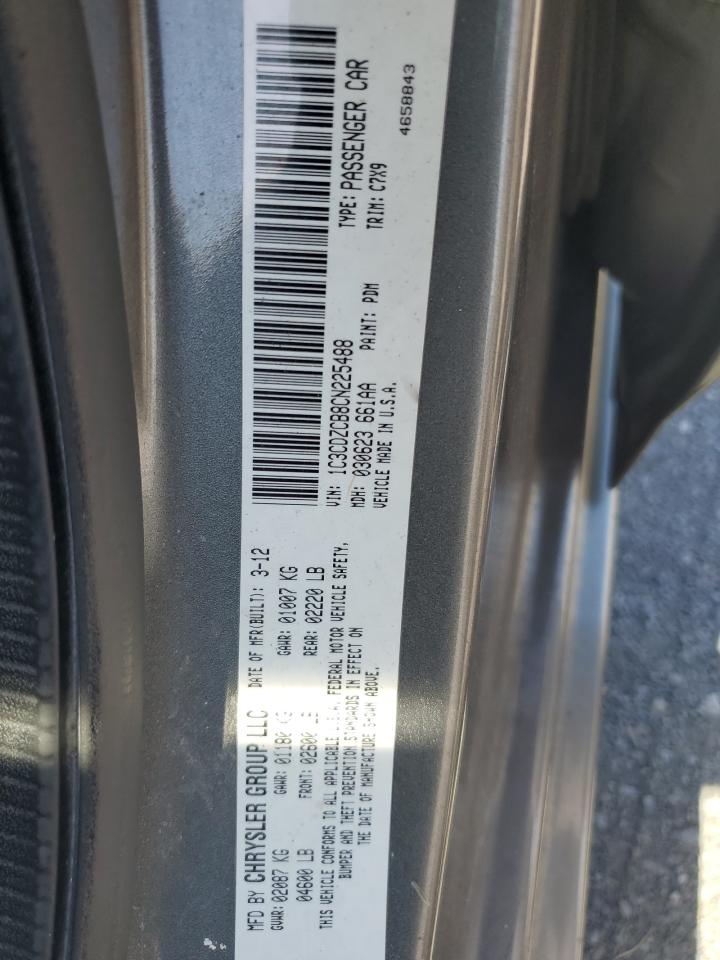 MFD BY CHRYSLER GROUP LLC DATE OF MFR(BUILT): 3-12
GVWR: 02087 KG GAWR: 01180 KG GAWR: 01007 KG
04600 LB FRONT: 02600 LB REAR: 02220 LB
THIS VEHICLE CONFORMS TO ALL APPLICABLE U.S.A. FEDERAL MOTOR VEHICLE SAFETY,
BUMPER AND THEFT PREVENTION STANDARDS IN EFFECT ON
THE DATE OF MANUFACTURE SHOWN ABOVE.
VIN: 1C3CDZCB8CN225488 TYPE: PASSENGER CAR
MDH: 030623 661AA PAINT: PDM TRIM: C7X9
VEHICLE MADE IN U.S.A.
4658843